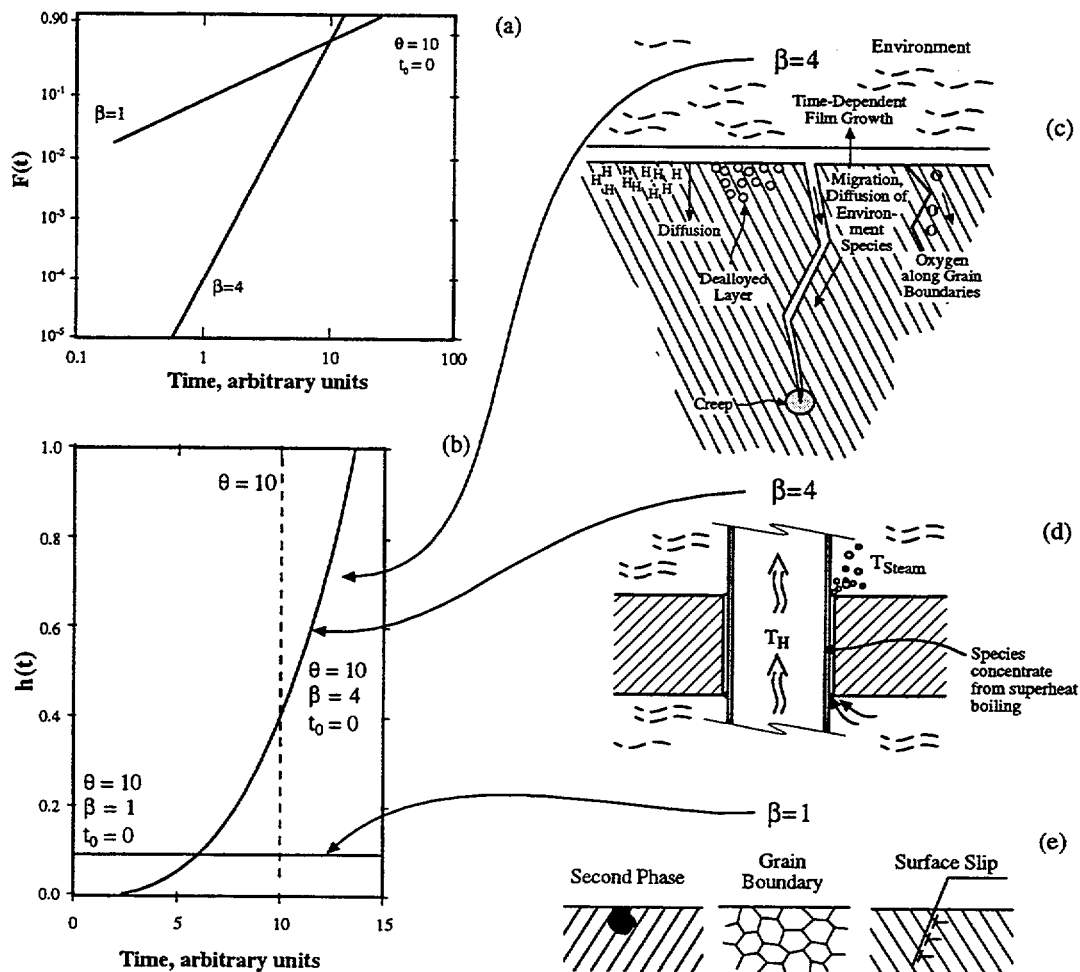 (a)
0.90
10⁻¹
10⁻²
10⁻³
10⁻⁴
10⁻⁵
F(t)
θ = 10
t₀=0
β=1
β=4
0.1
1
10
100
Time, arbitrary units
(b)
1.0
0.8
0.6
0.4
0.2
0.0
h(t)
θ = 10
θ = 10
β = 4
t₀ = 0
θ = 10
β = 1
t₀ = 0
0
5
10
15
Time, arbitrary units
β=4
Environment
(c)
Time-Dependent
Film Growth
H H H H H
H H H H
Diffusion
Dealloyed
Layer
Migration,
Diffusion of
Environ-
ment
Species
O
O
O
Oxygen
along Grain
Boundaries
Creep
β=4
(d)
T_Steam
T_H
Species
concentrate
from superheat
boiling
β=1
(e)
Second Phase
Grain
Boundary
Surface Slip